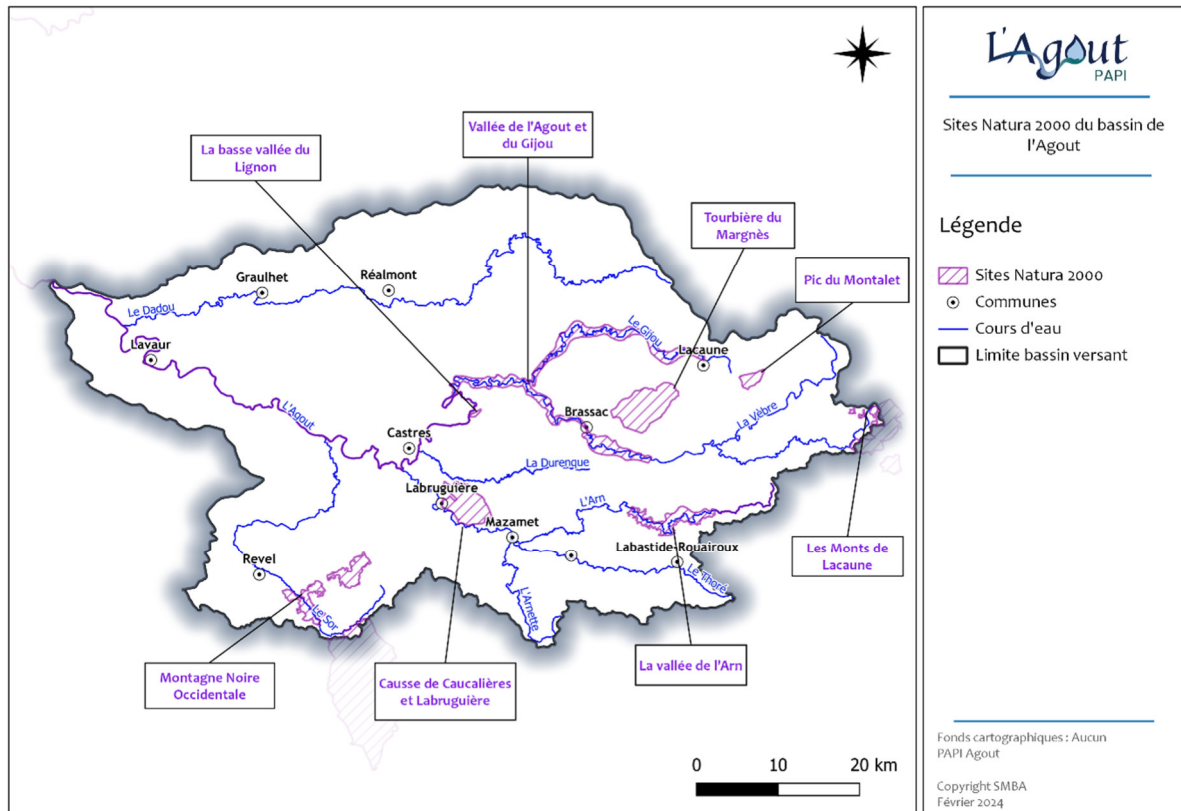 Vallée de l'Agout et
du Gijou
La basse vallée du
Lignon
Tourbière du
Margnès
Pic du Montalet
Graulhet
Réalmont
Le Dadou
Lavaur
Le Gijou
Lacaune
L'Agout
Brassac
La Vèbre
Castres
La Durenque
Labruguière
L'Arn
Mazamet
Labastide-Rouairoux
Les Monts de
Lacaune
Revel
Le Thoré
L'Arnette
Le Sor
La vallée de l'Arn
Montagne Noire
Occidentale
Causse de Caucalières
et Labruguière
0 10 20 km
L'Agout
PAPI
Sites Natura 2000 du bassin de
l'Agout
Légende
Sites Natura 2000
Communes
Cours d'eau
Limite bassin versant
Fonds cartographiques : Aucun
PAPI Agout
Copyright SMBA
Février 2024